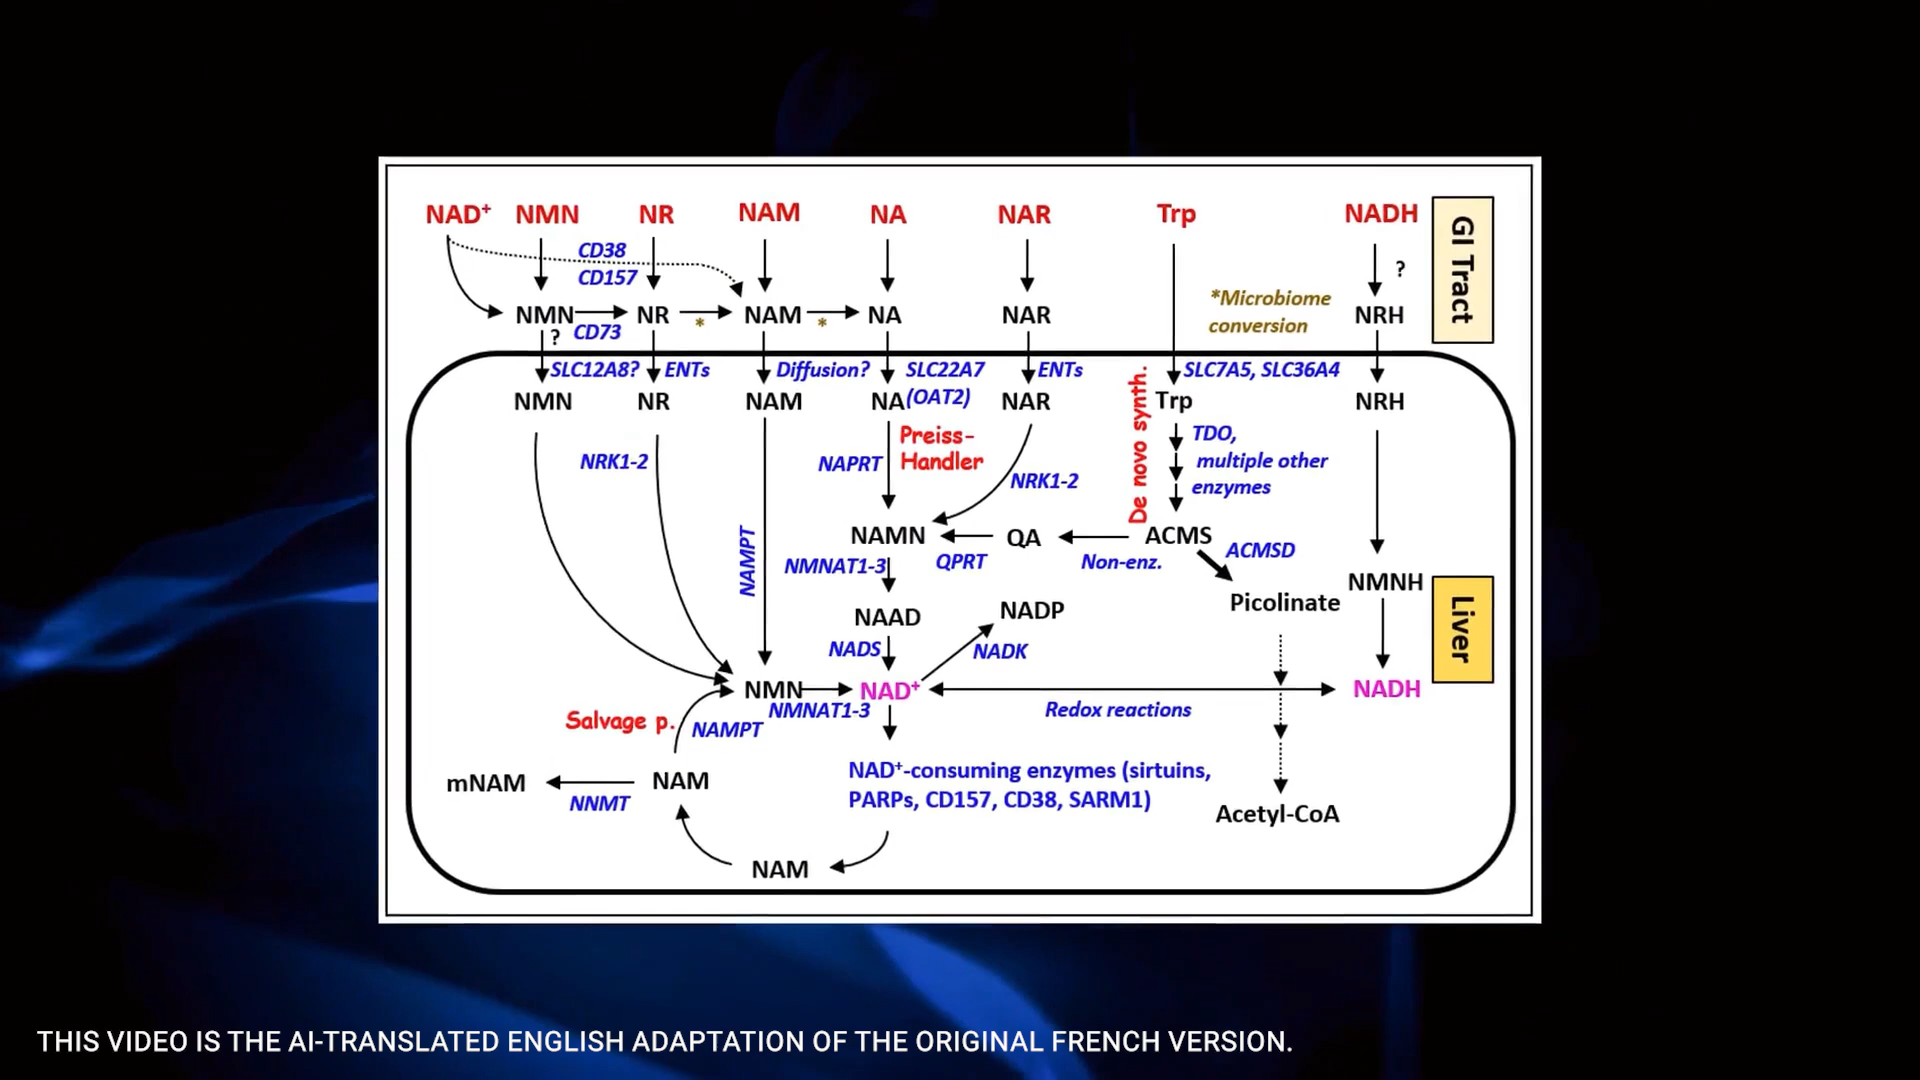 NAD⁺ NMN NR NAM NA NAR Trp NADH
GI Tract
CD38
CD157
?
*Microbiome
conversion
NMN NR NAM NA NAR NRH
* *
? CD73
SLC12A8? ENTs Diffusion? SLC22A7 ENTs SLC7A5, SLC36A4
(OAT2)
NMN NR NAM NA NAR Trp NRH
De novo synth.
Preiss-
Handler
TDO,
multiple other
enzymes
NRK1-2 NAPRT NRK1-2
NAMPT
NAMN QA ACMS
NMNAT1-3 QPRT Non-enz. ACMSD
NMNH
Picolinate
Liver
NAAD NADP
NADS NADK
NMN NAD⁺ NADH
NMNAT1-3 Redox reactions
Salvage p. NAMPT
mNAM NAM
NNMT
NAD⁺-consuming enzymes (sirtuins,
PARPs, CD157, CD38, SARM1)
Acetyl-CoA
NAM
THIS VIDEO IS THE AI-TRANSLATED ENGLISH ADAPTATION OF THE ORIGINAL FRENCH VERSION.